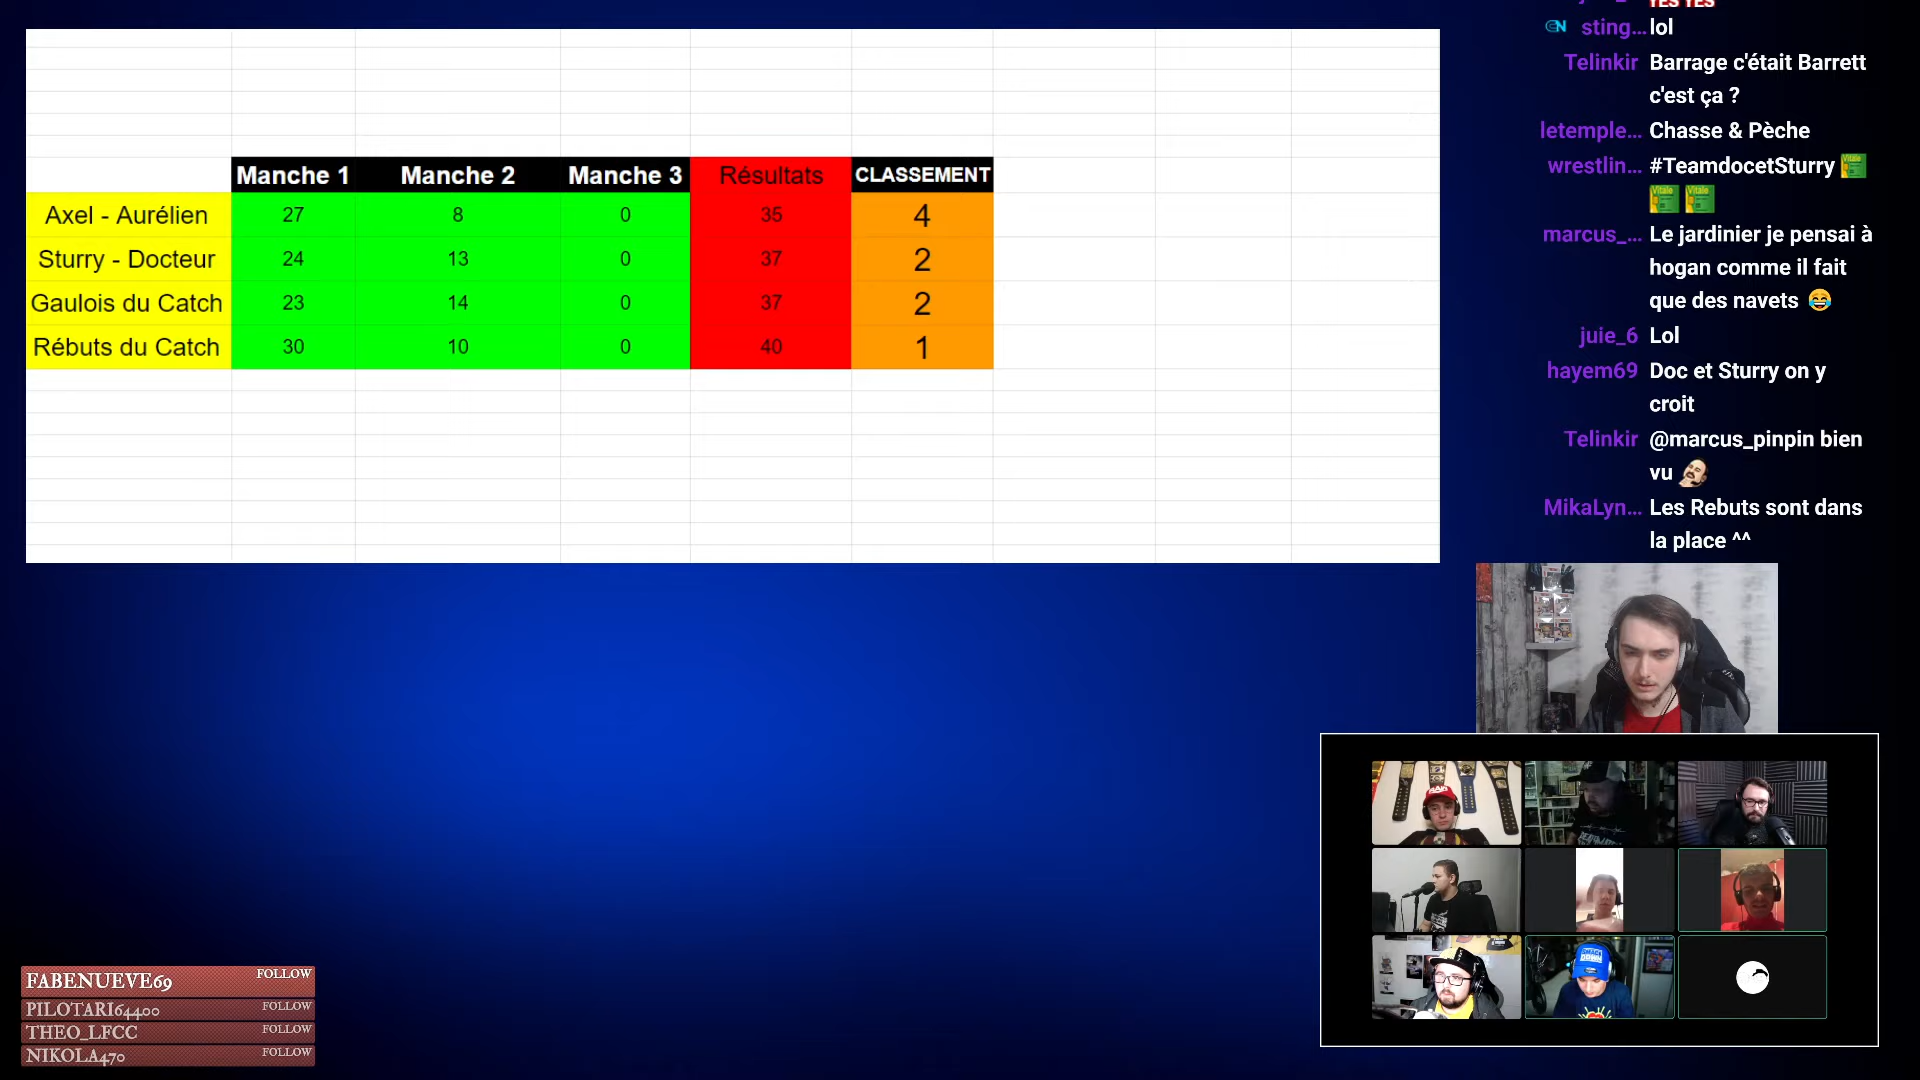 Manche 1 Manche 2 Manche 3 Résultats CLASSEMENT
Axel - Aurélien 27 8 0 35 4
Sturry - Docteur 24 13 0 37 2
Gaulois du Catch 23 14 0 37 2
Rébuts du Catch 30 10 0 40 1
YES YES
sting... lol
Telinkir Barrage c'était Barrett
c'est ça ?
letemple... Chasse & Pèche
wrestlin... #TeamdocetSturry
marcus_... Le jardinier je pensai à
hogan comme il fait
que des navets
juie_6 Lol
hayem69 Doc et Sturry on y
croit
Telinkir @marcus_pinpin bien
vu
MikaLyn... Les Rebuts sont dans
la place ^^
FABENUEVE69 FOLLOW
PILOTARI64400 FOLLOW
THEO_LFCC FOLLOW
NIKOLA470 FOLLOW